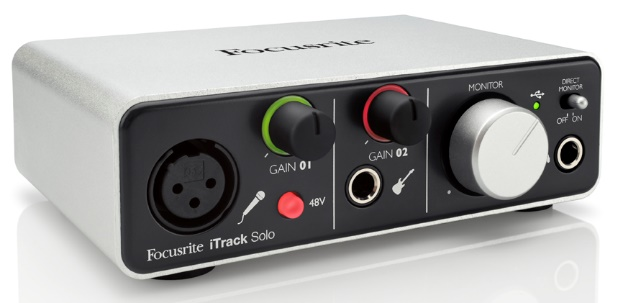 Focusrite
MONITOR
DIRECT
MONITOR
OFF ON
GAIN 01
GAIN 02
48V
Focusrite iTrack Solo